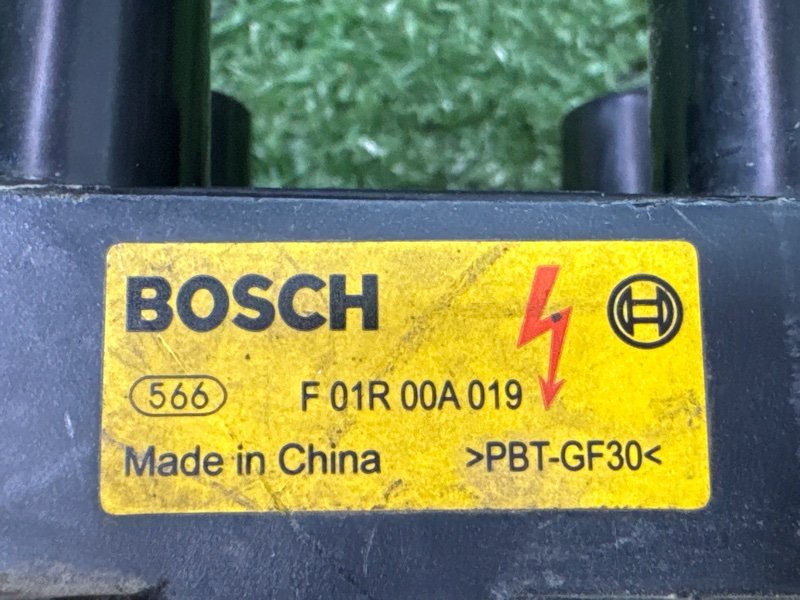 BOSCH
566 F 01R 00A 019
Made in China >PBT-GF30<